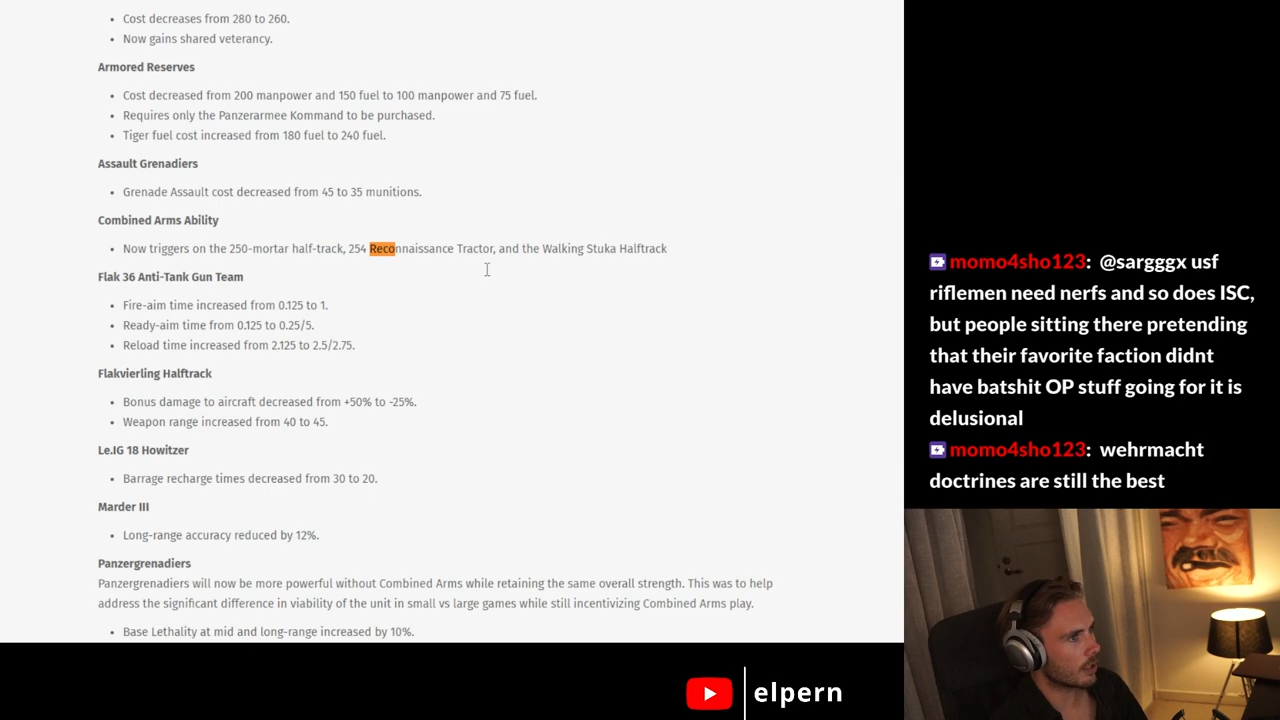 Cost decreases from 280 to 260.
Now gains shared veterancy.
Armored Reserves
Cost decreased from 200 manpower and 150 fuel to 100 manpower and 75 fuel.
Requires only the Panzerarmee Kommand to be purchased.
Tiger fuel cost increased from 180 fuel to 240 fuel.
Assault Grenadiers
Grenade Assault cost decreased from 45 to 35 munitions.
Combined Arms Ability
Now triggers on the 250-mortar half-track, 254 Reconnaissance Tractor, and the Walking Stuka Halftrack
Flak 36 Anti-Tank Gun Team
Fire-aim time increased from 0.125 to 1.
Ready-aim time from 0.125 to 0.25/5.
Reload time increased from 2.125 to 2.5/2.75.
Flakvierling Halftrack
Bonus damage to aircraft decreased from +50% to -25%.
Weapon range increased from 40 to 45.
Le.IG 18 Howitzer
Barrage recharge times decreased from 30 to 20.
Marder III
Long-range accuracy reduced by 12%.
Panzergrenadiers
Panzergrenadiers will now be more powerful without Combined Arms while retaining the same overall strength. This was to help
address the significant difference in viability of the unit in small vs large games while still incentivizing Combined Arms play.
Base Lethality at mid and long-range increased by 10%.
momo4sho123: @sargggx usf
riflemen need nerfs and so does ISC,
but people sitting there pretending
that their favorite faction didnt
have batshit OP stuff going for it is
delusional
momo4sho123: wehrmacht
doctrines are still the best
elpern